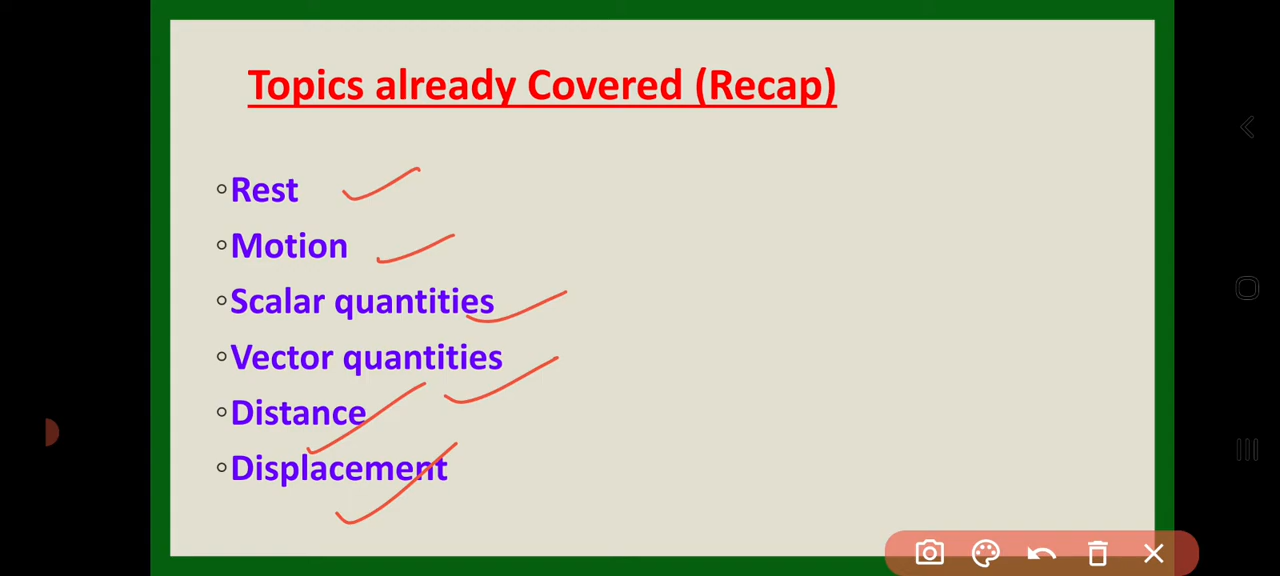 Topics already Covered (Recap)
Rest
Motion
Scalar quantities
Vector quantities
Distance
Displacement